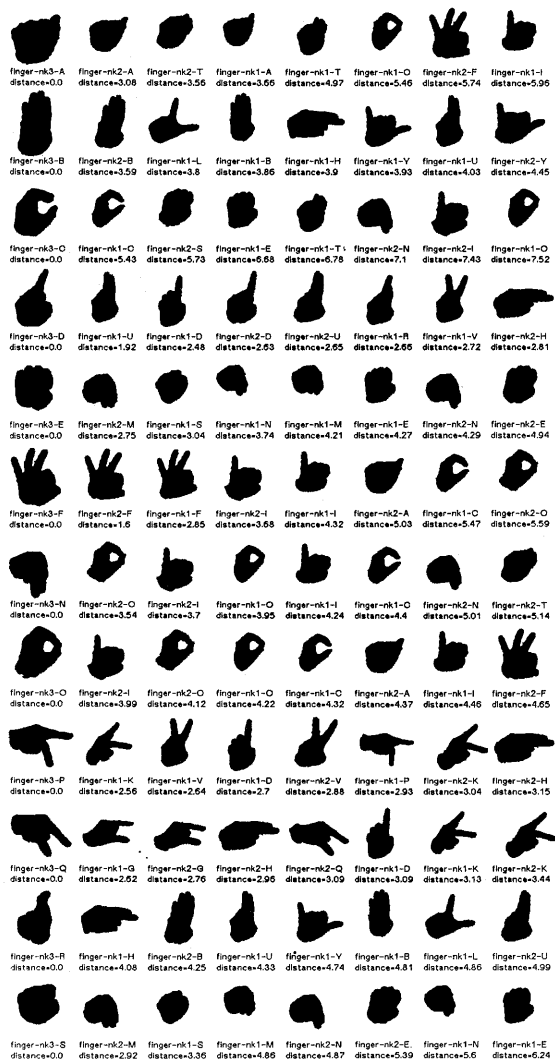 finger-nk3-A finger-nk2-A finger-nk2-T finger-nk1-A finger-nk1-T finger-nk1-O finger-nk2-F finger-nk1-I
distance=0.0 distance=3.08 distance=3.56 distance=3.66 distance=4.97 distance=5.46 distance=5.74 distance=5.96
finger-nk3-B finger-nk2-B finger-nk1-L finger-nk1-B finger-nk1-H finger-nk1-Y finger-nk1-U finger-nk2-Y
distance=0.0 distance=3.59 distance=3.8 distance=3.86 distance=3.9 distance=3.93 distance=4.03 distance=4.45
finger-nk3-C finger-nk1-C finger-nk2-S finger-nk1-E finger-nk1-T finger-nk2-N finger-nk2-I finger-nk1-O
distance=0.0 distance=5.43 distance=5.73 distance=6.68 distance=6.78 distance=7.1 distance=7.43 distance=7.52
finger-nk3-D finger-nk1-U finger-nk1-D finger-nk2-D finger-nk2-U finger-nk1-R finger-nk1-V finger-nk2-H
distance=0.0 distance=1.92 distance=2.48 distance=2.63 distance=2.65 distance=2.66 distance=2.72 distance=2.81
finger-nk3-E finger-nk2-M finger-nk1-S finger-nk1-N finger-nk1-M finger-nk1-E finger-nk2-N finger-nk2-E
distance=0.0 distance=2.75 distance=3.04 distance=3.74 distance=4.21 distance=4.27 distance=4.29 distance=4.94
finger-nk3-F finger-nk2-F finger-nk1-F finger-nk2-I finger-nk1-I finger-nk2-A finger-nk1-C finger-nk2-O
distance=0.0 distance=1.6 distance=2.85 distance=3.68 distance=4.32 distance=5.03 distance=5.47 distance=5.59
finger-nk3-N finger-nk2-O finger-nk2-I finger-nk1-O finger-nk1-I finger-nk1-C finger-nk2-N finger-nk2-T
distance=0.0 distance=3.54 distance=3.7 distance=3.95 distance=4.24 distance=4.4 distance=5.01 distance=5.14
finger-nk3-O finger-nk2-I finger-nk2-O finger-nk1-O finger-nk1-C finger-nk2-A finger-nk1-I finger-nk2-F
distance=0.0 distance=3.99 distance=4.12 distance=4.22 distance=4.32 distance=4.37 distance=4.46 distance=4.65
finger-nk3-P finger-nk1-K finger-nk1-V finger-nk1-D finger-nk2-V finger-nk1-P finger-nk2-K finger-nk2-H
distance=0.0 distance=2.56 distance=2.64 distance=2.7 distance=2.88 distance=2.93 distance=3.04 distance=3.15
finger-nk3-Q finger-nk1-G finger-nk2-G finger-nk2-H finger-nk2-Q finger-nk1-D finger-nk1-K finger-nk2-K
distance=0.0 distance=2.62 distance=2.76 distance=2.96 distance=3.09 distance=3.09 distance=3.13 distance=3.44
finger-nk3-R finger-nk1-H finger-nk2-B finger-nk1-U finger-nk1-Y finger-nk1-B finger-nk1-L finger-nk2-U
distance=0.0 distance=4.08 distance=4.25 distance=4.33 distance=4.74 distance=4.81 distance=4.86 distance=4.99
finger-nk3-S finger-nk2-M finger-nk1-S finger-nk1-M finger-nk2-N finger-nk2-E finger-nk1-N finger-nk1-E
distance=0.0 distance=2.92 distance=3.36 distance=4.86 distance=4.87 distance=5.39 distance=5.6 distance=6.24